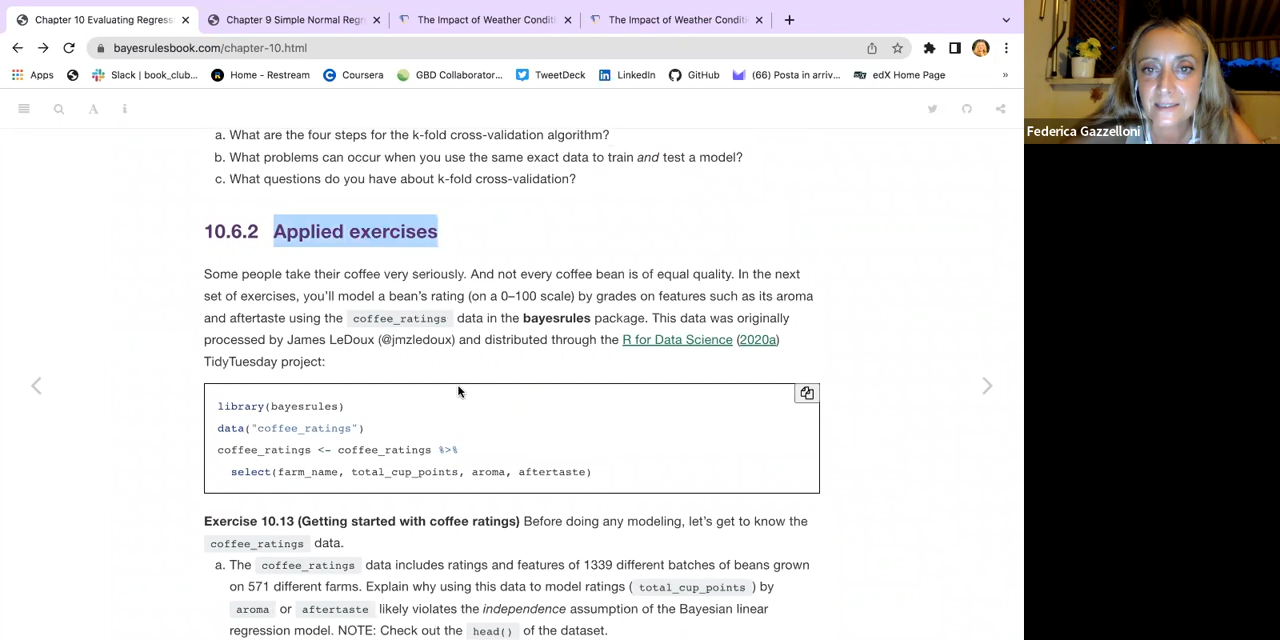 Chapter 10 Evaluating Regress
Chapter 9 Simple Normal Regr
The Impact of Weather Conditi
The Impact of Weather Conditi
bayesrulesbook.com/chapter-10.html
Apps
Slack | book_club...
Home - Restream
Coursera
GBD Collaborator...
TweetDeck
LinkedIn
GitHub
(66) Posta in arriv...
edX Home Page
»
Federica Gazzelloni
a. What are the four steps for the k-fold cross-validation algorithm?
b. What problems can occur when you use the same exact data to train and test a model?
c. What questions do you have about k-fold cross-validation?
10.6.2 Applied exercises
Some people take their coffee very seriously. And not every coffee bean is of equal quality. In the next
set of exercises, you'll model a bean's rating (on a 0–100 scale) by grades on features such as its aroma
and aftertaste using the coffee_ratings data in the bayesrules package. This data was originally
processed by James LeDoux (@jmzledoux) and distributed through the R for Data Science (2020a)
TidyTuesday project:
library(bayesrules)
data("coffee_ratings")
coffee_ratings <- coffee_ratings %>%
select(farm_name, total_cup_points, aroma, aftertaste)
Exercise 10.13 (Getting started with coffee ratings) Before doing any modeling, let's get to know the
coffee_ratings data.
a. The coffee_ratings data includes ratings and features of 1339 different batches of beans grown
on 571 different farms. Explain why using this data to model ratings ( total_cup_points ) by
aroma or aftertaste likely violates the independence assumption of the Bayesian linear
regression model. NOTE: Check out the head() of the dataset.